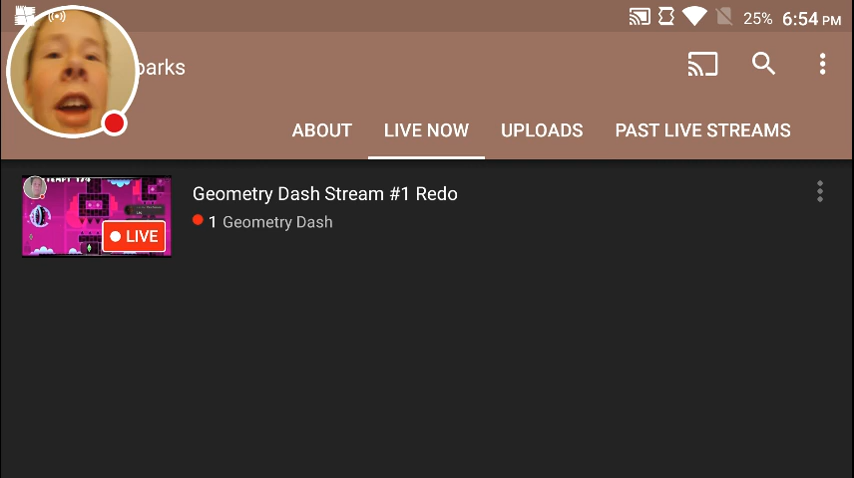 25% 6:54 PM
parks
ABOUT LIVE NOW UPLOADS PAST LIVE STREAMS
Geometry Dash Stream #1 Redo
1 Geometry Dash
LIVE